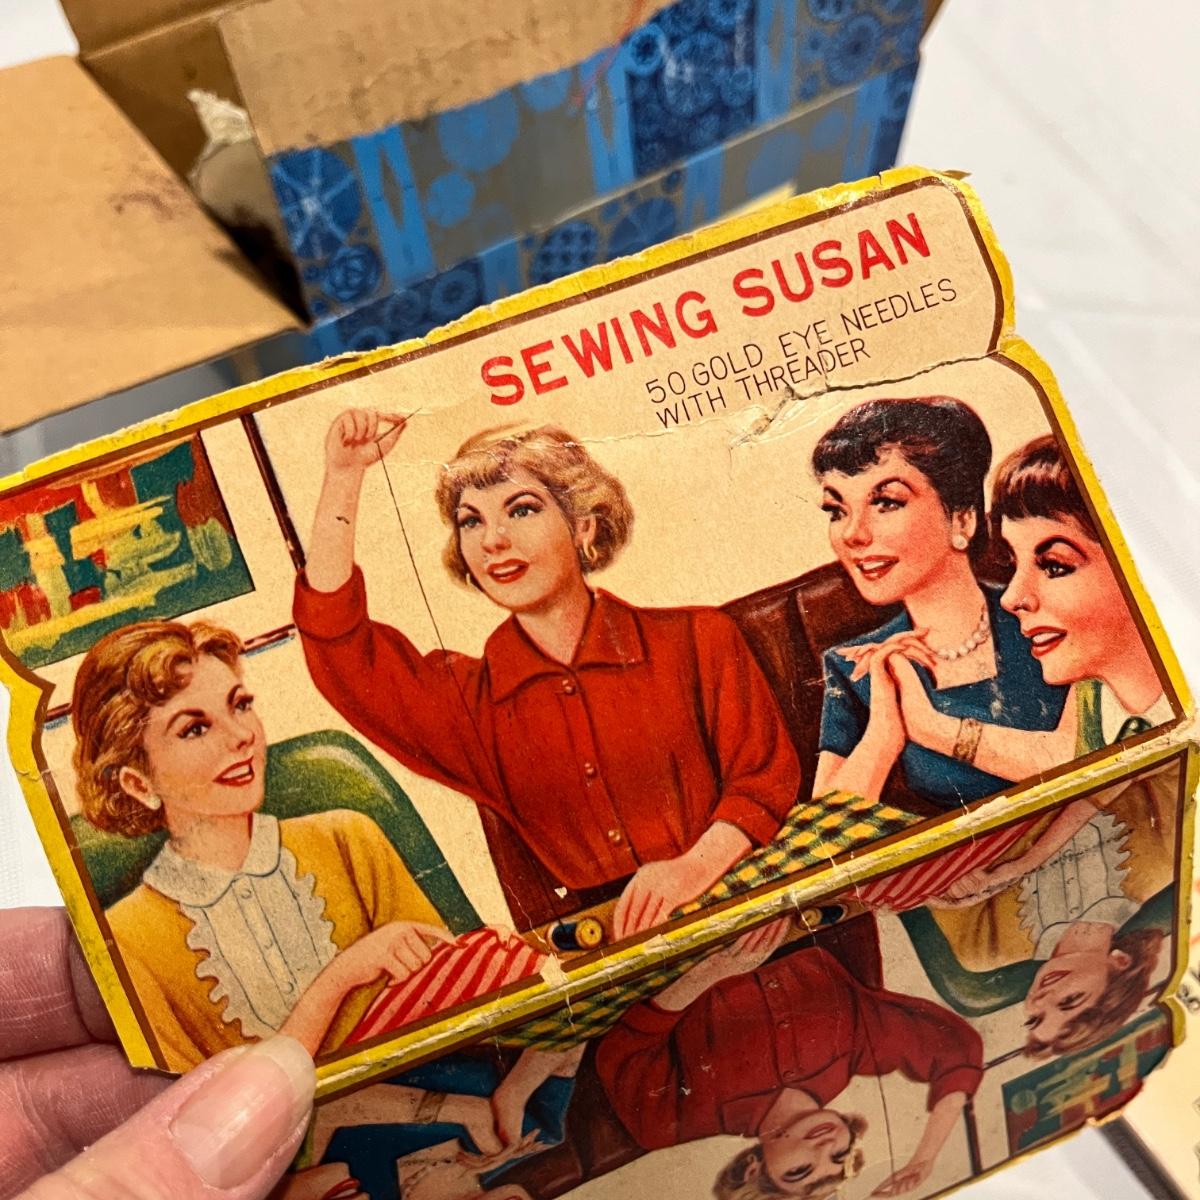 SEWING SUSAN
50 GOLD EYE NEEDLES
WITH THREADER